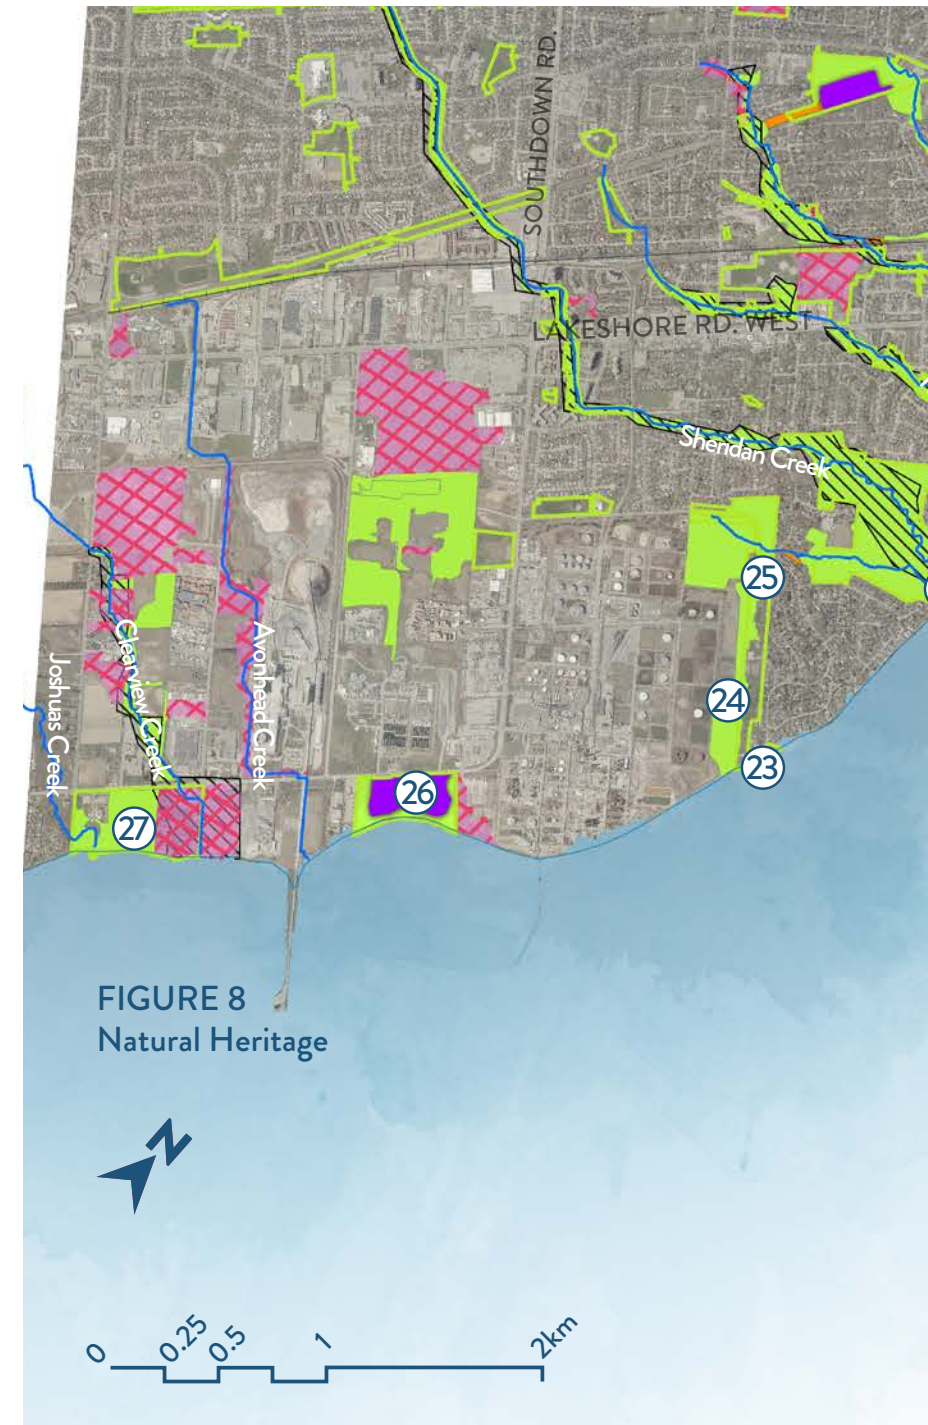 SOUTHDOWN RD.
LAKESHORE RD. WEST
Sheridan Creek
25
24
23
26
27
Joshuas Creek
Clearview Creek
Avonhead Creek
FIGURE 8
Natural Heritage
N
0 0.25 0.5 1 2km